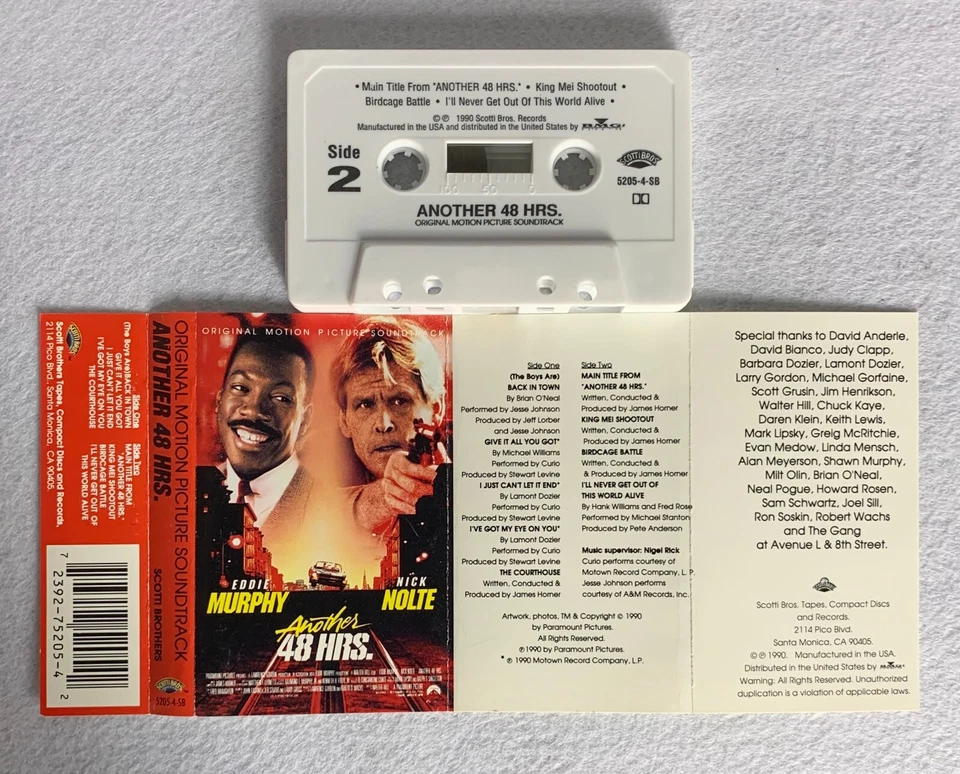 • Main Title From "ANOTHER 48 HRS." • King Mei Shootout •
Birdcage Battle • I'll Never Get Out Of This World Alive •
© ℗ 1990 Scotti Bros. Records
Manufactured in the USA and distributed in the United States by BMG
Side
2
100 50 0
SCOTTI BROS
5205-4-SB
ANOTHER 48 HRS.
ORIGINAL MOTION PICTURE SOUNDTRACK
Side One
(The Boys Are) BACK IN TOWN
GIVE IT ALL YOU GOT
I JUST CAN'T LET IT END
I'VE GOT MY EYE ON YOU
THE COURTHOUSE
Side Two
MAIN TITLE FROM
"ANOTHER 48 HRS."
KING MEI SHOOTOUT
BIRDCAGE BATTLE
I'LL NEVER GET OUT OF
THIS WORLD ALIVE
Scotti Brothers Tapes, Compact Discs and Records,
2114 Pico Blvd., Santa Monica, CA 90405.
7 2392-75205-4 2
ORIGINAL MOTION PICTURE SOUNDTRACK
ANOTHER 48 HRS.
SCOTTI BROTHERS
5205-4-SB
ORIGINAL MOTION PICTURE SOUNDTRACK
EDDIE
MURPHY
NICK
NOLTE
Another
48 HRS.
Side One
(The Boys Are)
BACK IN TOWN
By Brian O'Neal
Performed by Jesse Johnson
Produced by Jeff Lorber
and Jesse Johnson
GIVE IT ALL YOU GOT*
By Michael Williams
Performed by Curio
Produced by Stewart Levine
I JUST CAN'T LET IT END*
By Lamont Dozier
Performed by Curio
Produced by Stewart Levine
I'VE GOT MY EYE ON YOU*
By Lamont Dozier
Performed by Curio
Produced by Stewart Levine
THE COURTHOUSE
Written, Conducted &
Produced by James Horner
Side Two
MAIN TITLE FROM
"ANOTHER 48 HRS."
Written, Conducted &
Produced by James Horner
KING MEI SHOOTOUT
Written, Conducted &
Produced by James Horner
BIRDCAGE BATTLE
Written, Conducted &
& Produced by James Horner
I'LL NEVER GET OUT OF
THIS WORLD ALIVE
By Hank Williams and Fred Rose
Performed by Michael Stanton
Produced by Pete Anderson
Music supervisor: Nigel Rick
Curio performs courtesy of
Motown Record Company, L.P.
Jesse Johnson performs
courtesy of A&M Records, Inc.
Artwork, photos, TM & Copyright © 1990
by Paramount Pictures.
All Rights Reserved.
℗ 1990 by Paramount Pictures.
* ℗ 1990 Motown Record Company, L.P.
Special thanks to David Anderle,
David Bianco, Judy Clapp,
Barbara Dozier, Lamont Dozier,
Larry Gordon, Michael Gorfaine,
Scott Grusin, Jim Henrikson,
Walter Hill, Chuck Kaye,
Daren Klein, Keith Lewis,
Mark Lipsky, Greig McRitchie,
Evan Medow, Linda Mensch,
Alan Meyerson, Shawn Murphy,
Milt Olin, Brian O'Neal,
Neal Pogue, Howard Rosen,
Sam Schwartz, Joel Sill,
Ron Soskin, Robert Wachs
and The Gang
at Avenue L & 8th Street.
Scotti Bros. Tapes, Compact Discs
and Records.
2114 Pico Blvd.
Santa Monica, CA 90405.
© ℗ 1990. Manufactured in the USA.
Distributed in the United States by BMG
Warning: All Rights Reserved. Unauthorized
duplication is a violation of applicable laws.